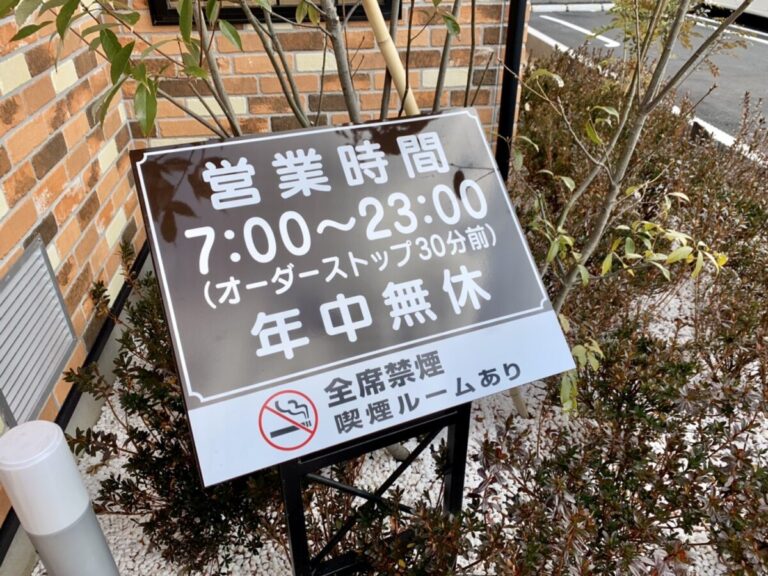 営業時間
7:00～23:00
(オーダーストップ30分前)
年中無休
全席禁煙
喫煙ルームあり